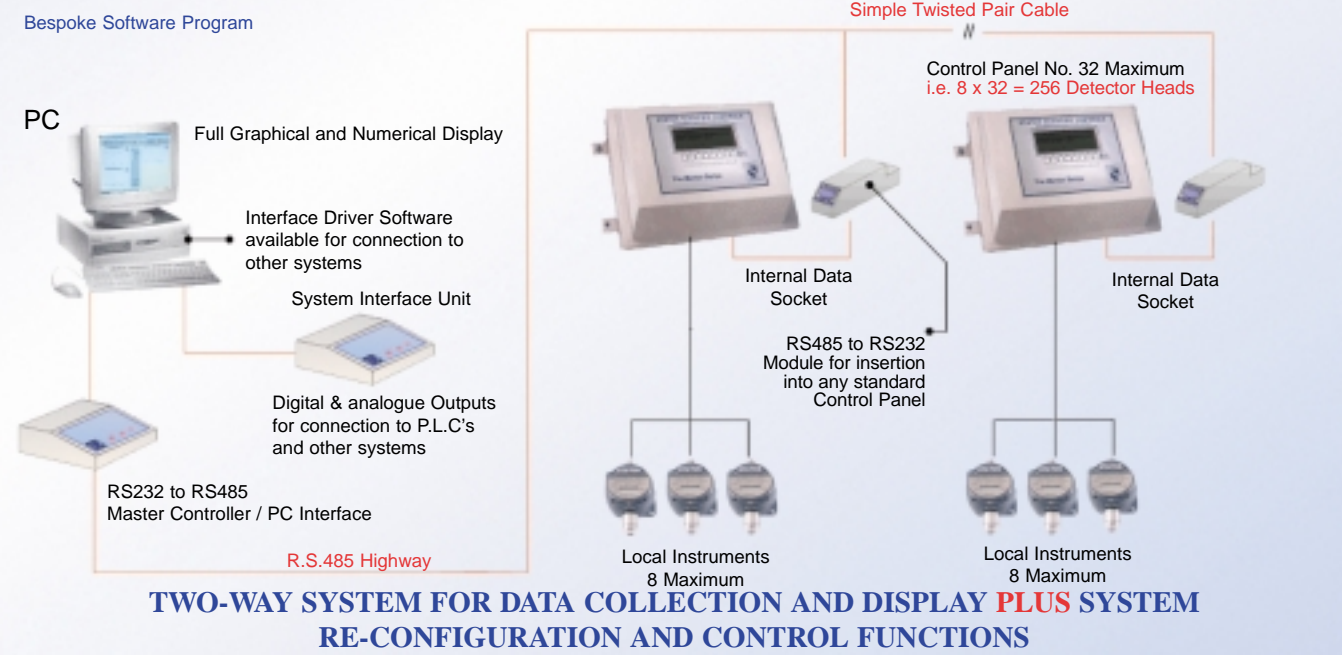 Bespoke Software Program
Simple Twisted Pair Cable
Control Panel No. 32 Maximum
i.e. 8 x 32 = 256 Detector Heads
PC
Full Graphical and Numerical Display
Interface Driver Software
available for connection to
other systems
System Interface Unit
Digital & analogue Outputs
for connection to P.L.C's
and other systems
RS232 to RS485
Master Controller / PC Interface
R.S.485 Highway
Internal Data
Socket
RS485 to RS232
Module for insertion
into any standard
Control Panel
Internal Data
Socket
Local Instruments
8 Maximum
Local Instruments
8 Maximum
TWO-WAY SYSTEM FOR DATA COLLECTION AND DISPLAY PLUS SYSTEM
RE-CONFIGURATION AND CONTROL FUNCTIONS